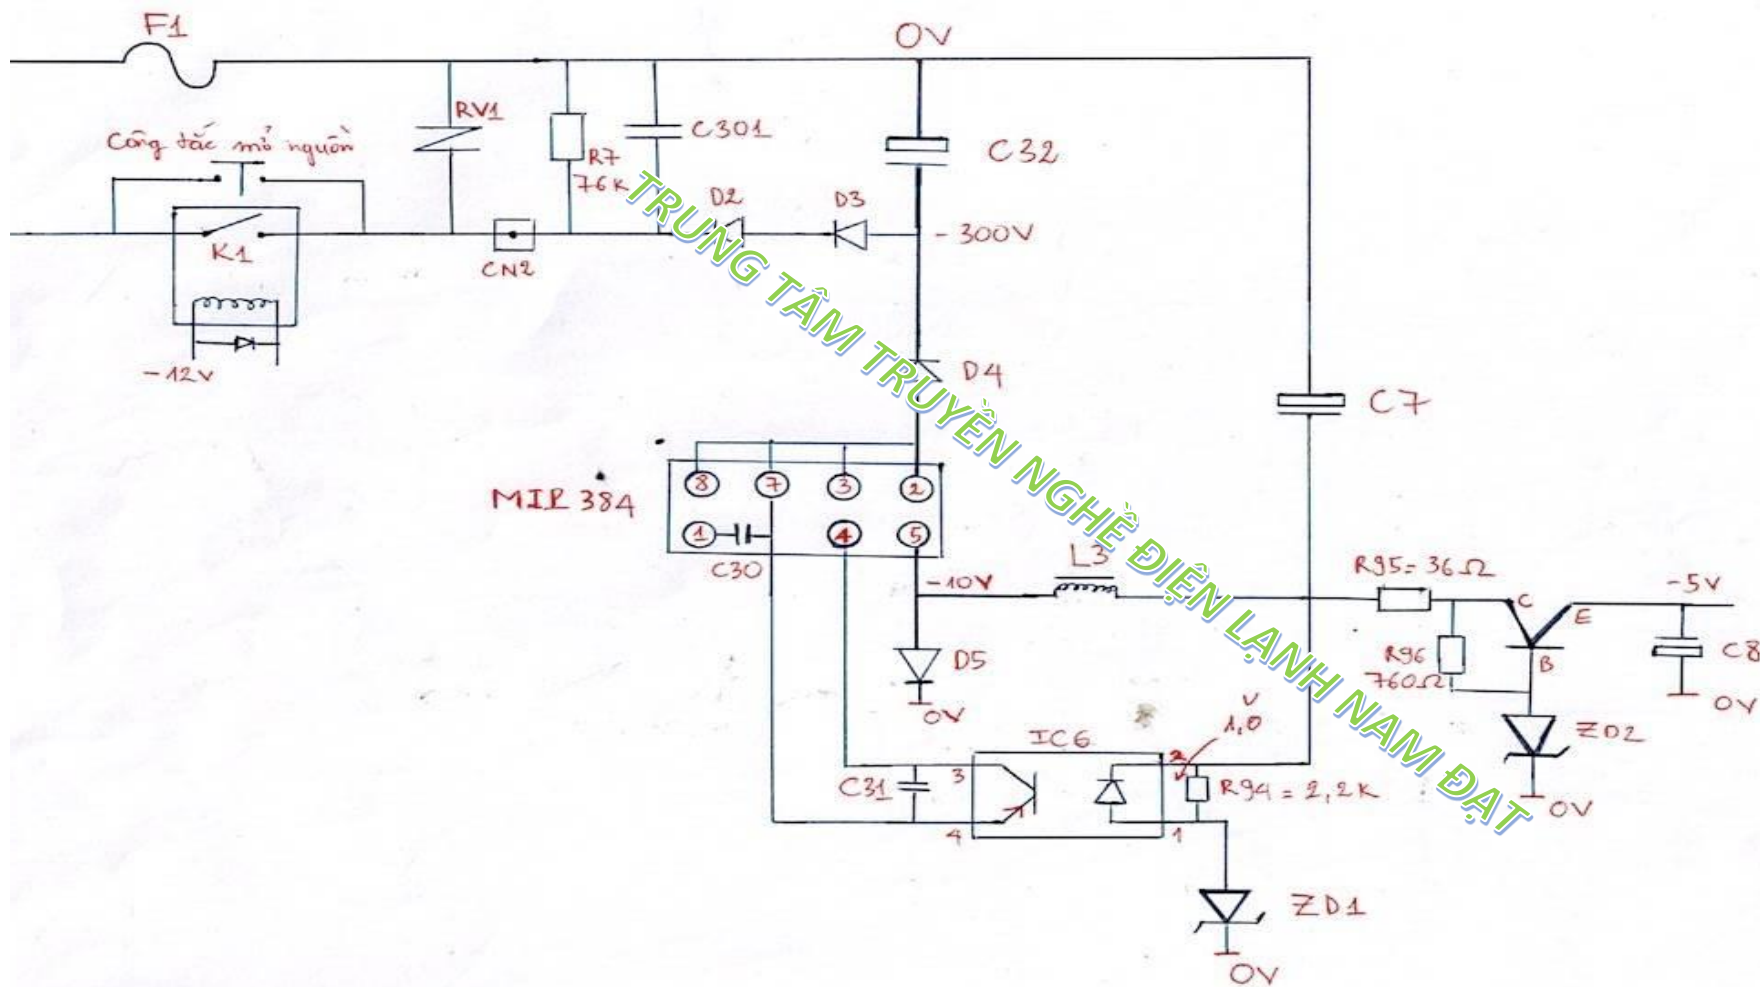 F1
0V
RV1
Công tắc mở nguồn
C301
R7
76K
C32
D2
D3
-300V
K1
CN2
-12V
D4
C7
TRUNG TÂM TRUYỀN NGHỀ ĐIỆN LẠNH NAM ĐẠT
8
7
3
2
MIP 384
1
4
5
C30
-10V
L3
R95= 36Ω
-5V
C
E
B
C8
0V
R96
760Ω
D5
0V
ZD2
0V
V
1,0
IC6
2
3
C31
R94 = 2,2K
4
1
ZD1
0V